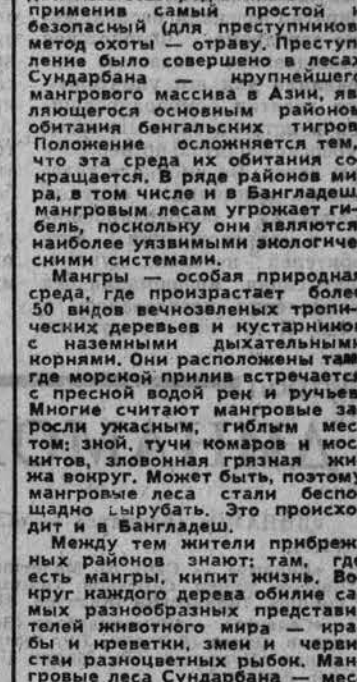 применив самый простой и
безопасный (для преступников
метод охоты — отраву. Преступ
ление было совершено в лесах
Сундарбана — крупнейшего
мангрового массива в Азии, яв
ляющегося основным районом
обитания бенгальских тигров
Положение осложняется тем,
что эта среда их обитания со
кращается. В ряде районов ми
ра, в том числе и в Бангладеш
мангровым лесам угрожает ги-
бель, поскольку они являются
наиболее уязвимыми экологиче
скими системами.
Мангры — особая природная
среда, где произрастает более
50 видов вечнозеленых тропи-
ческих деревьев и кустарников
с наземными дыхательными
корнями. Они расположены там
где морской прилив встречается
с пресной водой рек и ручьев
Многие считают мангровые за
росли ужасным, гиблым мес
том: зной, тучи комаров и мос
китов, зловонная грязная жи
жа вокруг. Может быть, поэтому
мангровые леса стали беспо
щадно вырубать. Это происхо
дит и в Бангладеш.
Между тем жители прибреж
ных районов знают: там, где
есть мангры, кипит жизнь. Во
круг каждого дерева обилие са
мых разнообразных представи
телей животного мира — кра
бы и креветки, змеи и черви
стаи разноцветных рыбок. Ман
гровые леса Сундарбана — мес